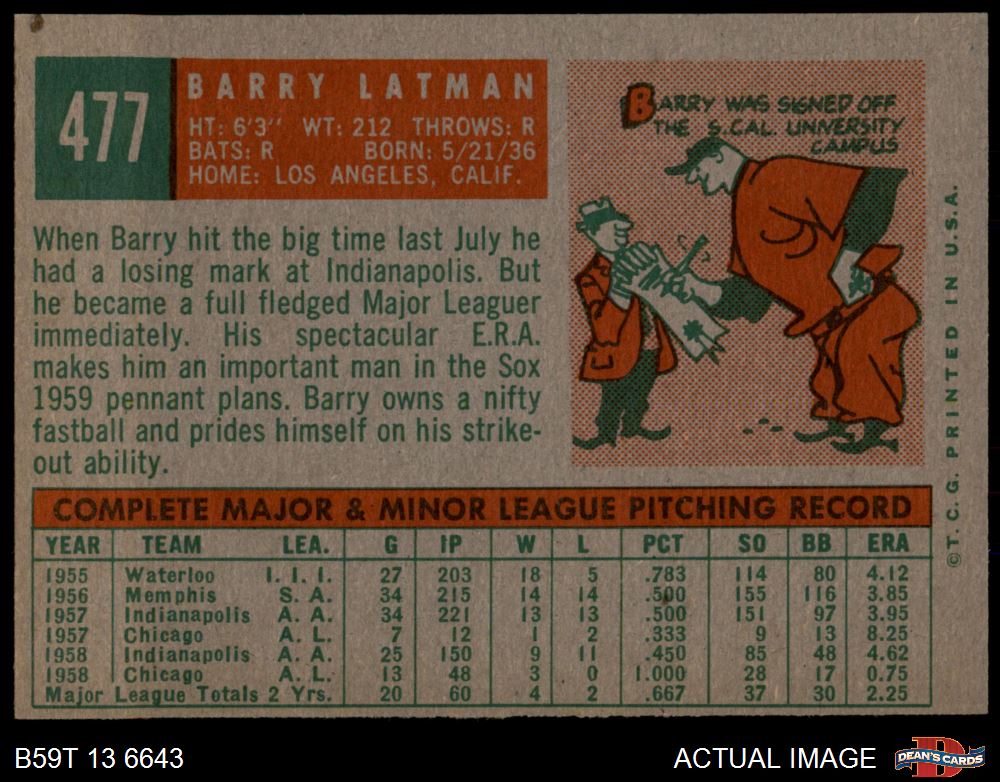 477
BARRY LATMAN
HT: 6'3" WT: 212 THROWS: R
BATS: R BORN: 5/21/36
HOME: LOS ANGELES, CALIF.
BARRY WAS SIGNED OFF
THE S. CAL. UNIVERSITY
CAMPUS
When Barry hit the big time last July he
had a losing mark at Indianapolis. But
he became a full fledged Major Leaguer
immediately. His spectacular E.R.A.
makes him an important man in the Sox
1959 pennant plans. Barry owns a nifty
fastball and prides himself on his strike-
out ability.
©T.C.G. PRINTED IN U.S.A.
COMPLETE MAJOR & MINOR LEAGUE PITCHING RECORD
YEAR TEAM LEA. G IP W L PCT SO BB ERA
1955 Waterloo I. I. I. 27 203 18 5 .783 114 80 4.12
1956 Memphis S. A. 34 215 14 14 .500 155 116 3.85
1957 Indianapolis A. A. 34 221 13 13 .500 151 97 3.95
1957 Chicago A. L. 7 12 1 2 .333 9 13 8.25
1958 Indianapolis A. A. 25 150 9 11 .450 85 48 4.62
1958 Chicago A. L. 13 48 3 0 1.000 28 17 0.75
Major League Totals 2 Yrs. 20 60 4 2 .667 37 30 2.25
B59T 13 6643
ACTUAL IMAGE
DEAN'S CARDS